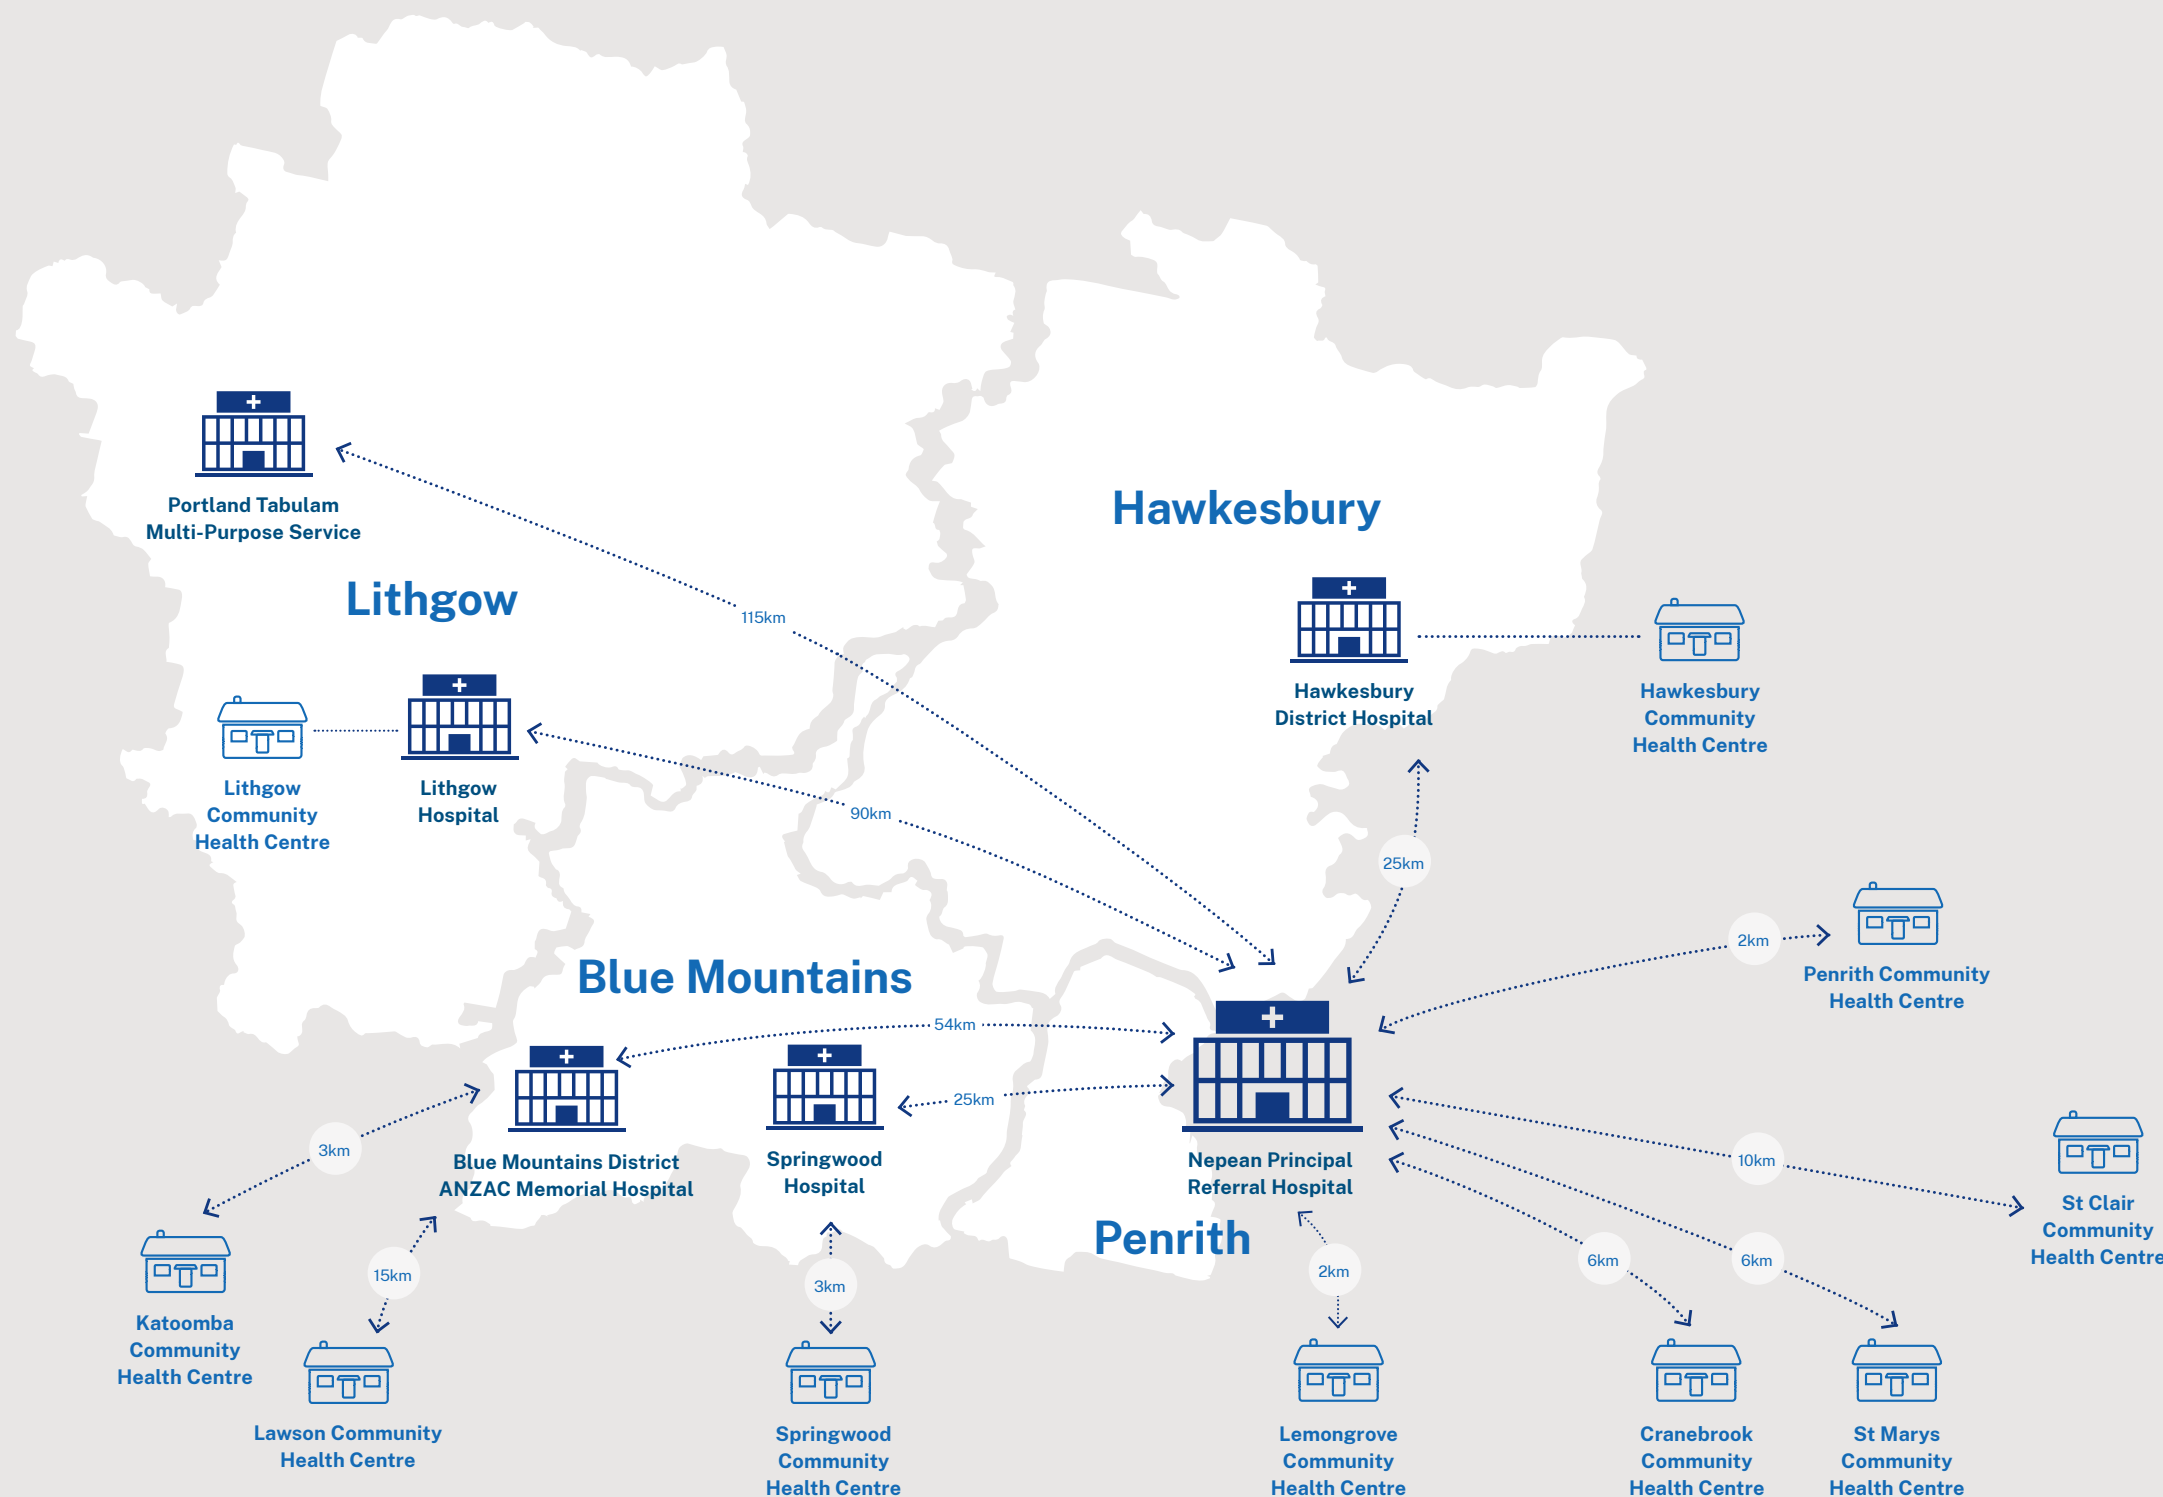 Portland Tabulam
Multi-Purpose Service
Hawkesbury
Lithgow
115km
Hawkesbury
District Hospital
Hawkesbury
Community
Health Centre
Lithgow
Community
Health Centre
Lithgow
Hospital
90km
25km
2km
Penrith Community
Health Centre
Blue Mountains
54km
25km
3km
Blue Mountains District
ANZAC Memorial Hospital
Springwood
Hospital
Nepean Principal
Referral Hospital
10km
St Clair
Community
Health Centre
Penrith
15km
3km
2km
6km
6km
Katoomba
Community
Health Centre
Lawson Community
Health Centre
Springwood
Community
Health Centre
Lemongrove
Community
Health Centre
Cranebrook
Community
Health Centre
St Marys
Community
Health Centre